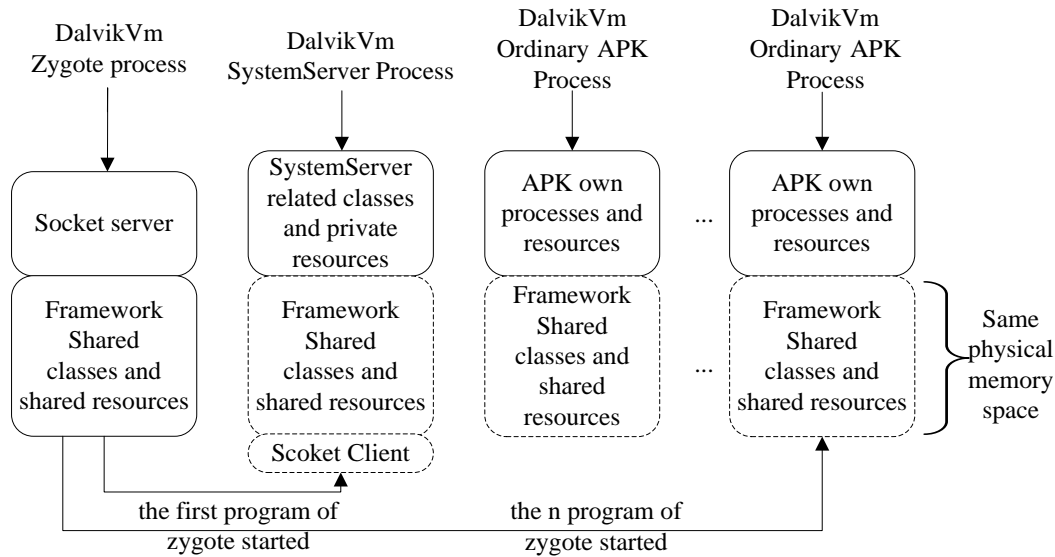 DalvikVm
Zygote process
DalvikVm
SystemServer Process
DalvikVm
Ordinary APK
Process
DalvikVm
Ordinary APK
Process
Socket server
SystemServer
related classes
and private
resources
APK own
processes and
resources
...
APK own
processes and
resources
Framework
Shared
classes and
shared resources
Framework
Shared
classes and
shared resources
Framework
Shared
classes and
shared
resources
...
Framework
Shared
classes and
shared resources
Same
physical
memory
space
Scoket Client
the first program of
zygote started
the n program of
zygote started